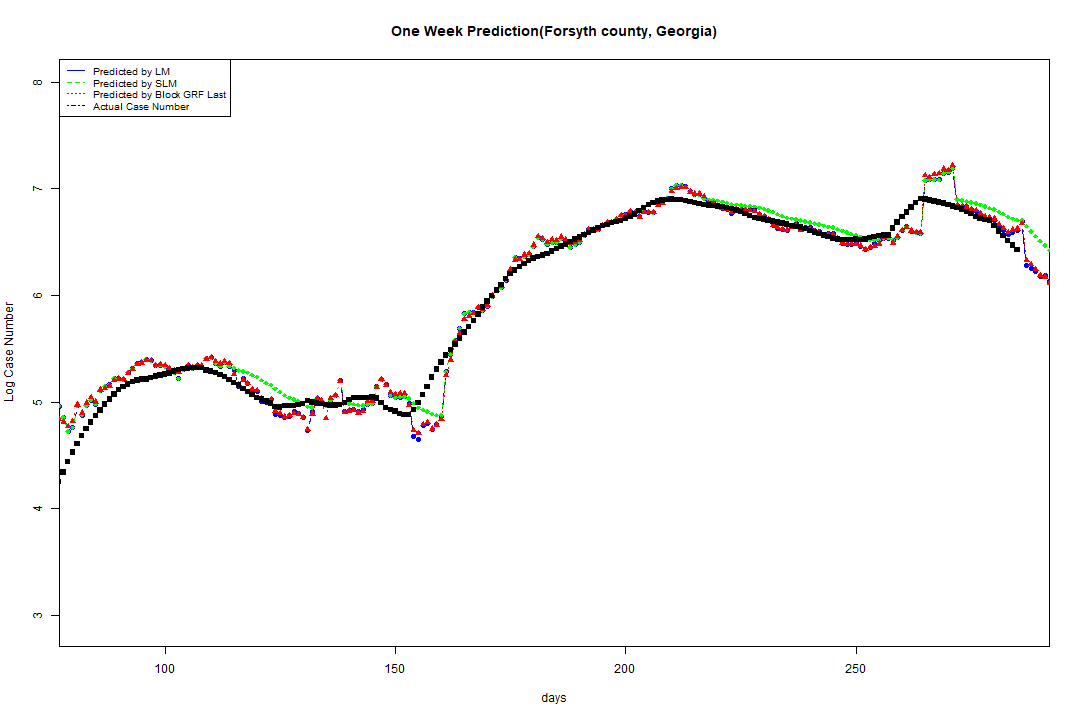 One Week Prediction(Forsyth county, Georgia)
Predicted by LM
Predicted by SLM
Predicted by Block GRF Last
Actual Case Number
8
7
6
5
4
3
Log Case Number
100 150 200 250
days